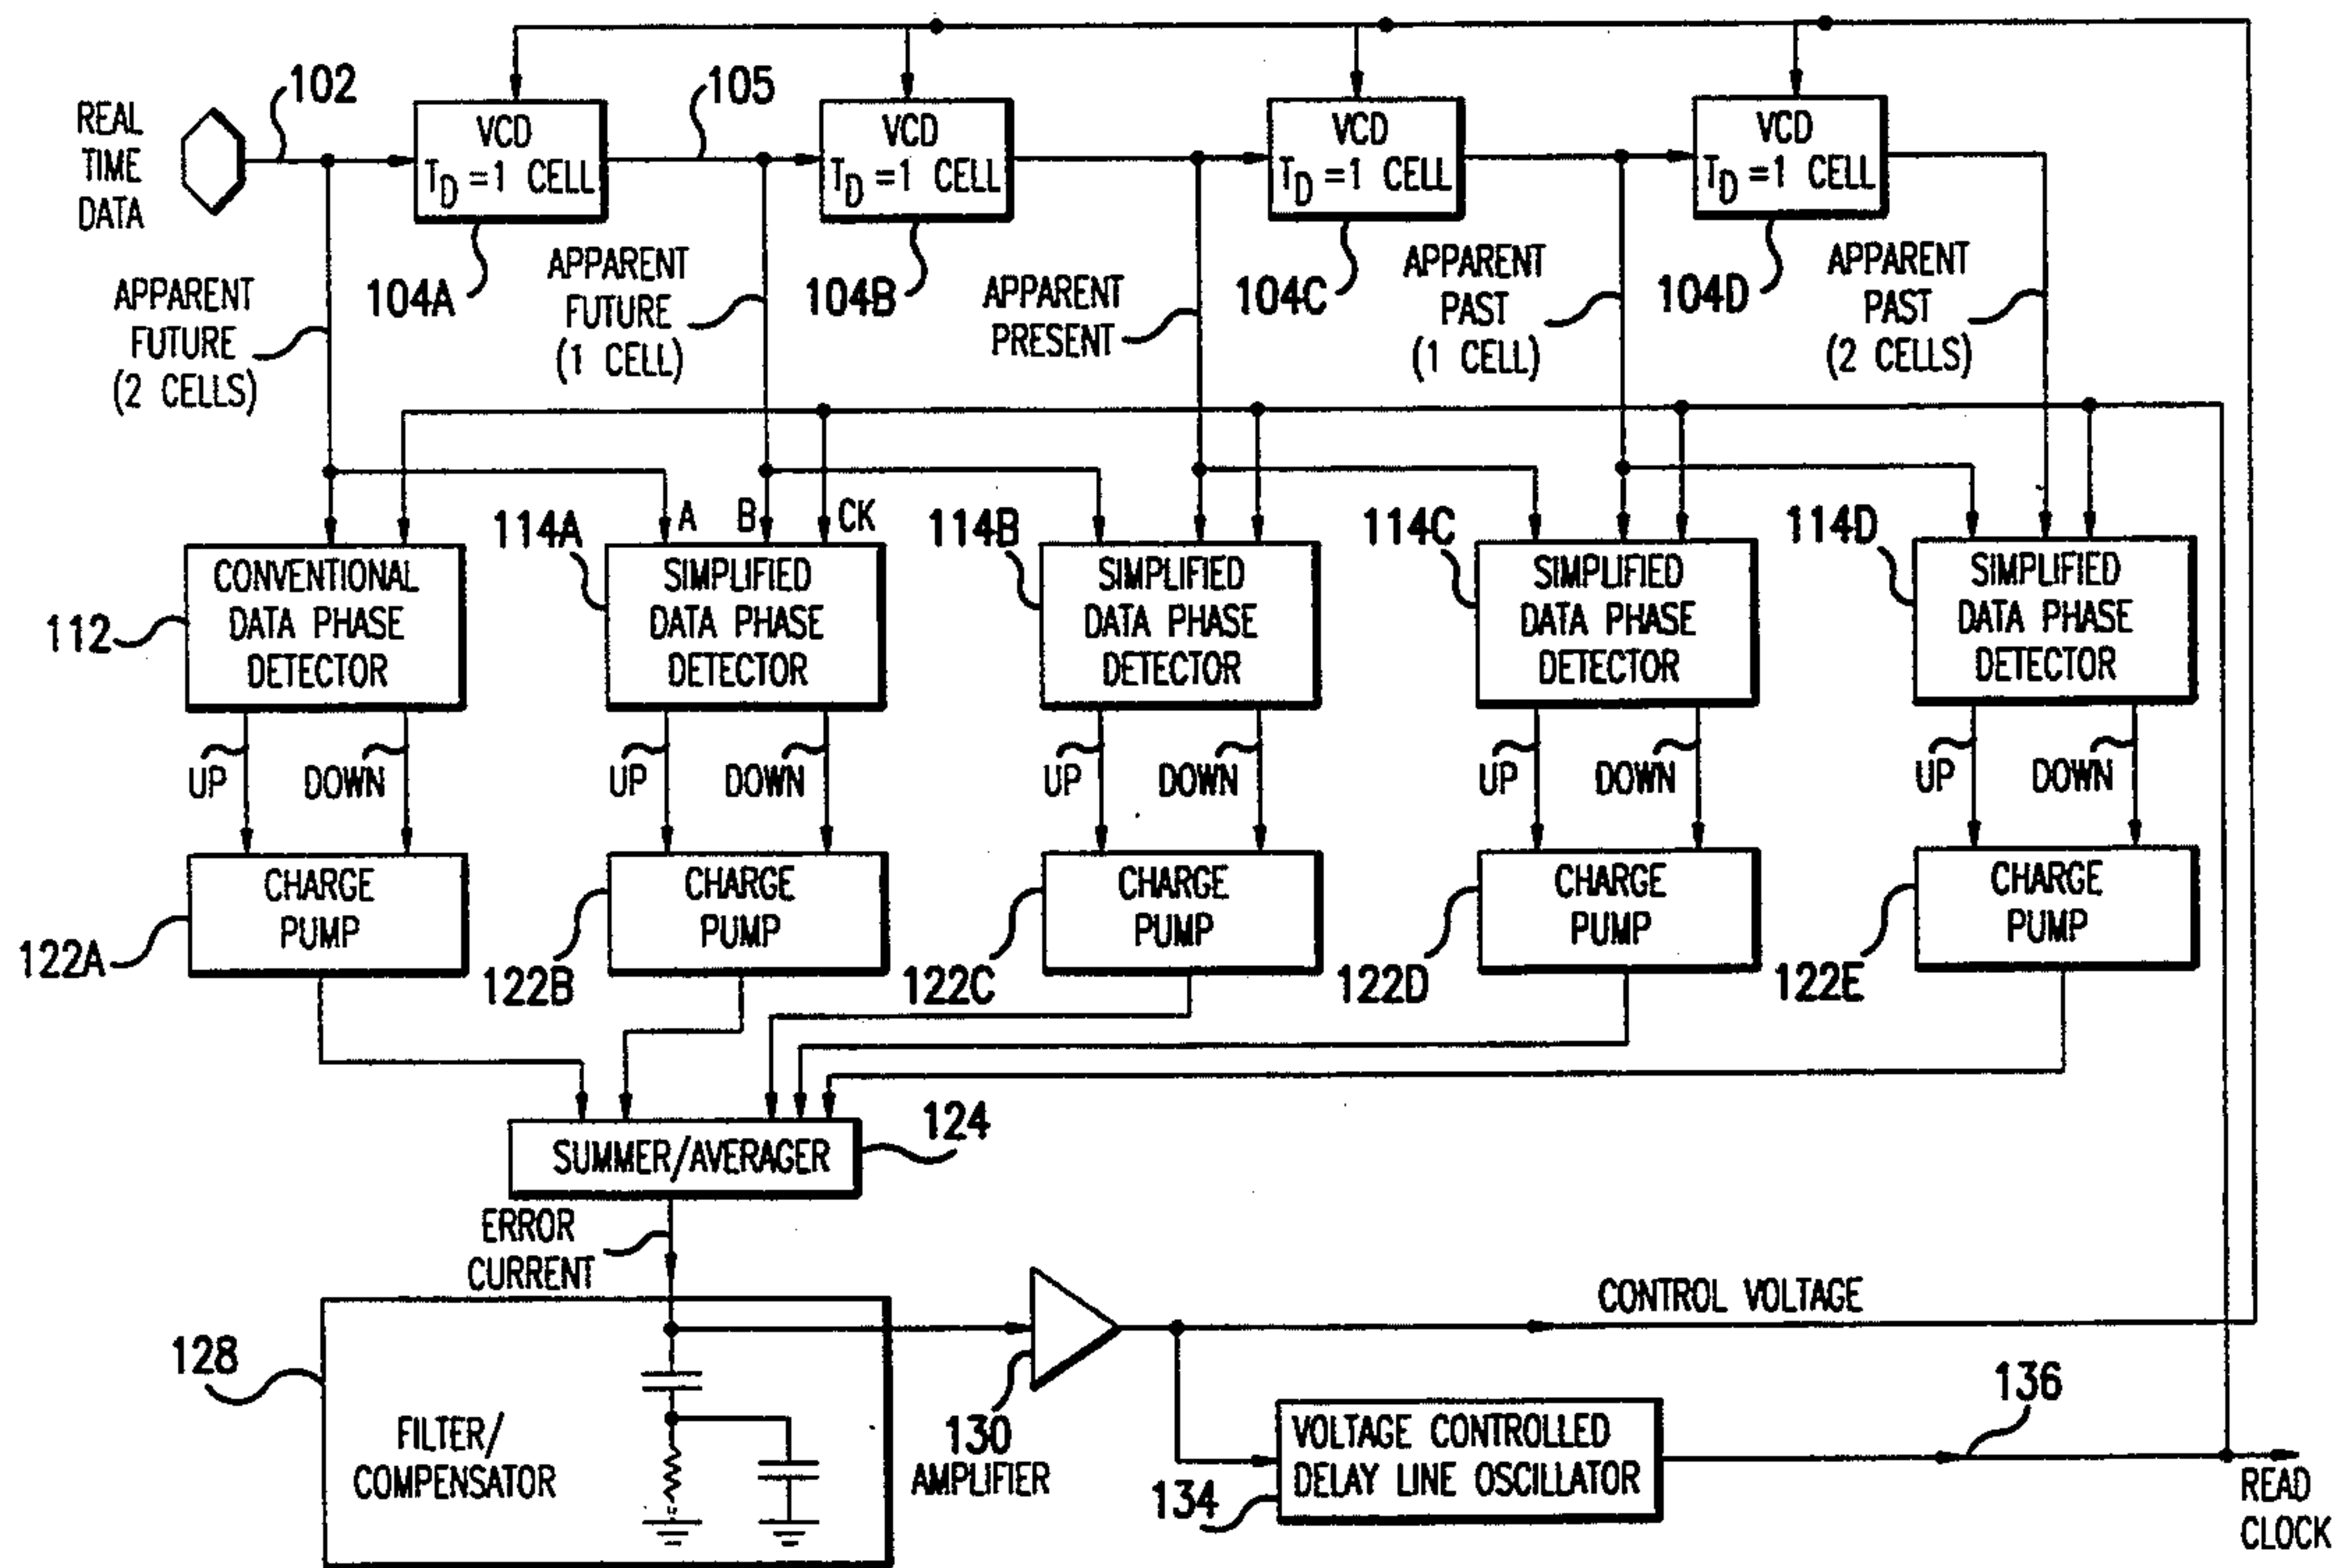 REAL
TIME
DATA
102
VCD
T_D = 1 CELL
105
VCD
T_D = 1 CELL
VCD
T_D = 1 CELL
VCD
T_D = 1 CELL
104A
104B
104C
104D
APPARENT
FUTURE
(2 CELLS)
APPARENT
FUTURE
(1 CELL)
APPARENT
PRESENT
APPARENT
PAST
(1 CELL)
APPARENT
PAST
(2 CELLS)
A
B
CK
112
CONVENTIONAL
DATA PHASE
DETECTOR
114A
SIMPLIFIED
DATA PHASE
DETECTOR
114B
SIMPLIFIED
DATA PHASE
DETECTOR
114C
SIMPLIFIED
DATA PHASE
DETECTOR
114D
SIMPLIFIED
DATA PHASE
DETECTOR
UP
DOWN
UP
DOWN
UP
DOWN
UP
DOWN
UP
DOWN
CHARGE
PUMP
122A
CHARGE
PUMP
122B
CHARGE
PUMP
122C
CHARGE
PUMP
122D
CHARGE
PUMP
122E
SUMMER/AVERAGER
124
ERROR
CURRENT
128
FILTER/
COMPENSATOR
130
AMPLIFIER
CONTROL VOLTAGE
VOLTAGE CONTROLLED
DELAY LINE OSCILLATOR
134
136
READ
CLOCK